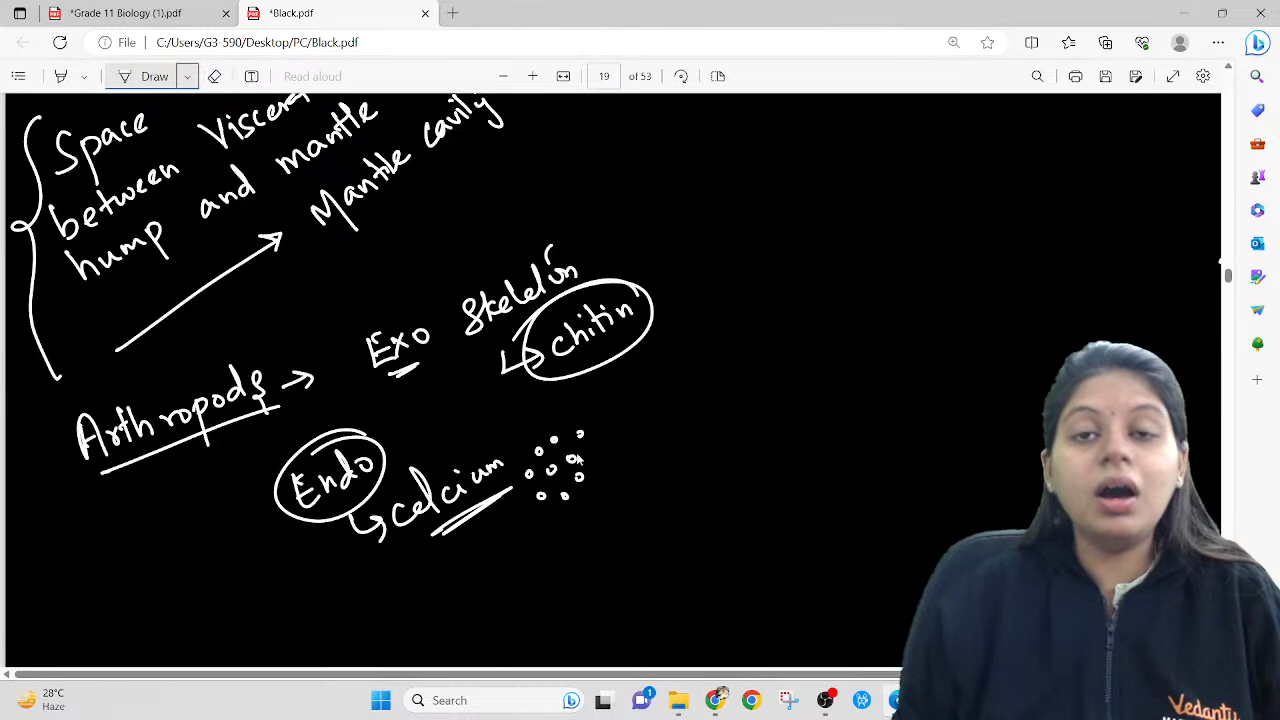 *Grade 11 Biology (1).pdf
*Black.pdf
File C:/Users/G3-590/Desktop/PC/Black.pdf
Draw Read aloud 19 of 53
Space
between Viscera
hump and mantle
Mantle cavity
Arthropods → Exo Skeleton
chitin
Endo
calcium
Vedantu
28°C
Haze
Search
1